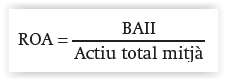 ROA = BAII
Actiu total mitjà